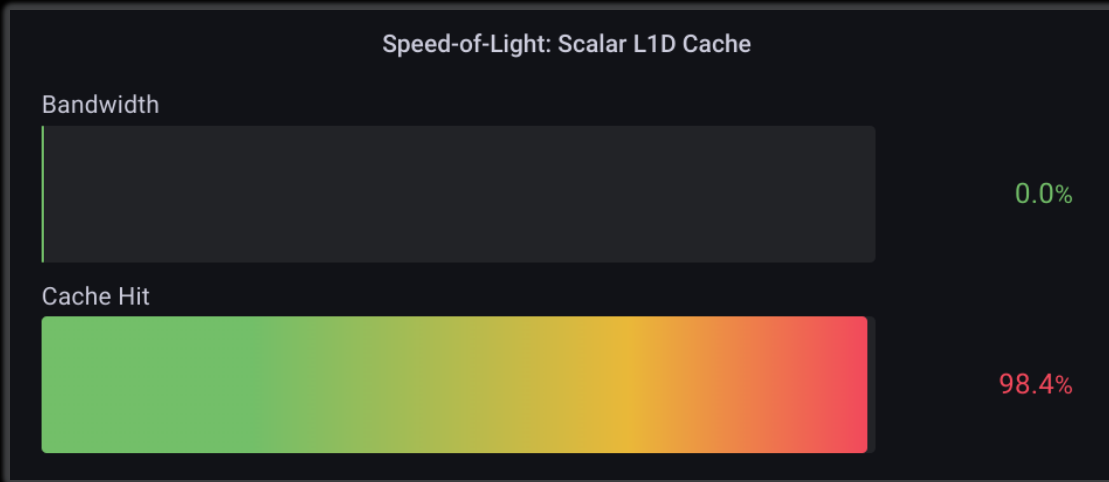 Speed-of-Light: Scalar L1D Cache
Bandwidth
0.0%
Cache Hit
98.4%